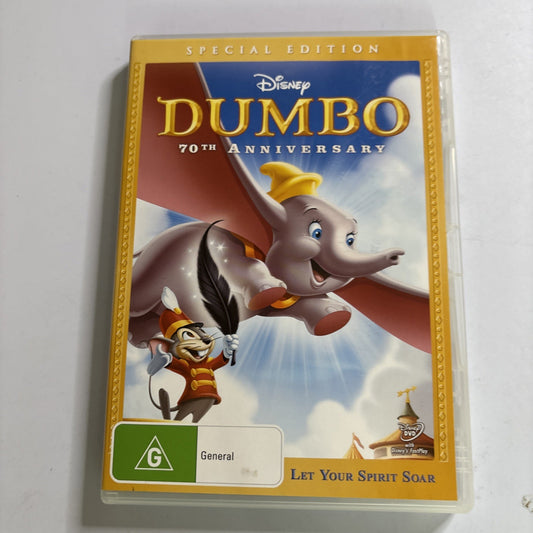 SPECIAL EDITION
Disney
DUMBO
70TH ANNIVERSARY
Disney
DVD
with
Disney's FastPlay
G
General
LET YOUR SPIRIT SOAR